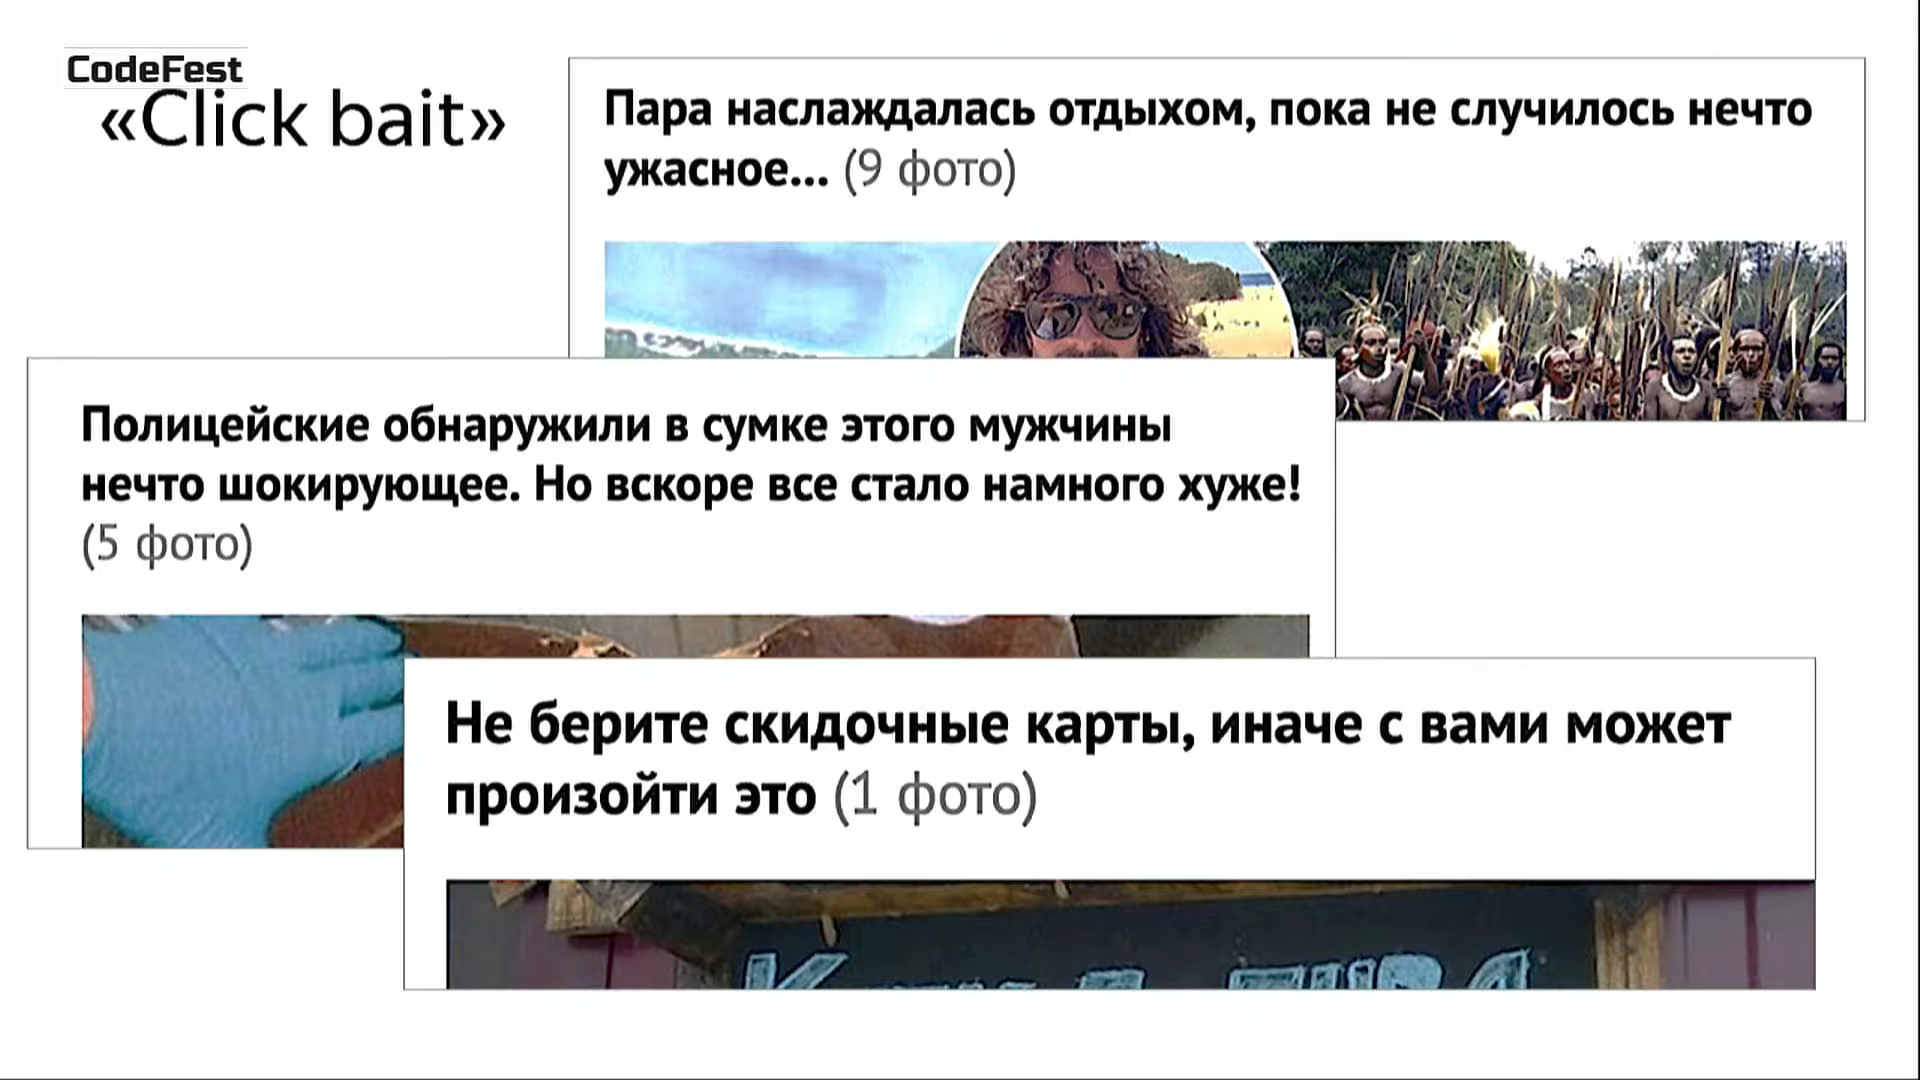 CodeFest
«Click bait»
Пара наслаждалась отдыхом, пока не случилось нечто
ужасное... (9 фото)
Полицейские обнаружили в сумке этого мужчины
нечто шокирующее. Но вскоре все стало намного хуже!
(5 фото)
Не берите скидочные карты, иначе с вами может
произойти это (1 фото)